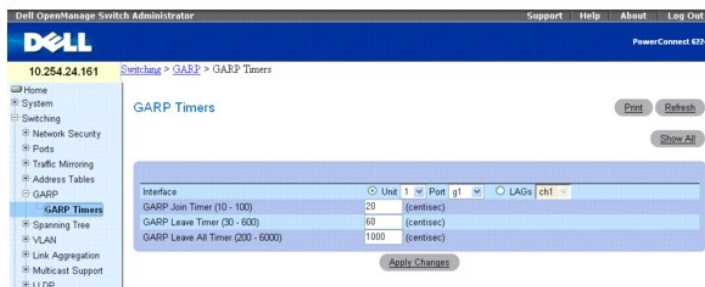 Dell OpenManage Switch Administrator Support Help About Log Out
DELL
PowerConnect 622
10.254.24.161
Switching > GARP > GARP Timers
Home
System
Switching
Network Security
Ports
Traffic Mirroring
Address Tables
GARP
GARP Timers
Spanning Tree
VLAN
Link Aggregation
Multicast Support
LLDP
GARP Timers
Print Refresh
Show All
Interface Unit 1 Port g1 LAGs ch1
GARP Join Timer (10 - 100) 20 (centisec)
GARP Leave Timer (30 - 600) 60 (centisec)
GARP Leave All Timer (200 - 6000) 1000 (centisec)
Apply Changes